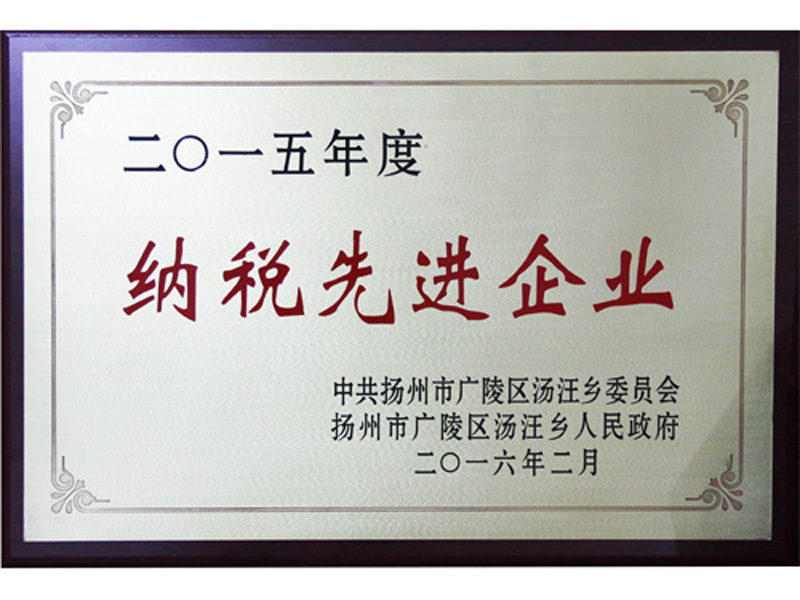 二〇一五年度
纳税先进企业
中共扬州市广陵区汤汪乡委员会
扬州市广陵区汤汪乡人民政府
二〇一六年二月